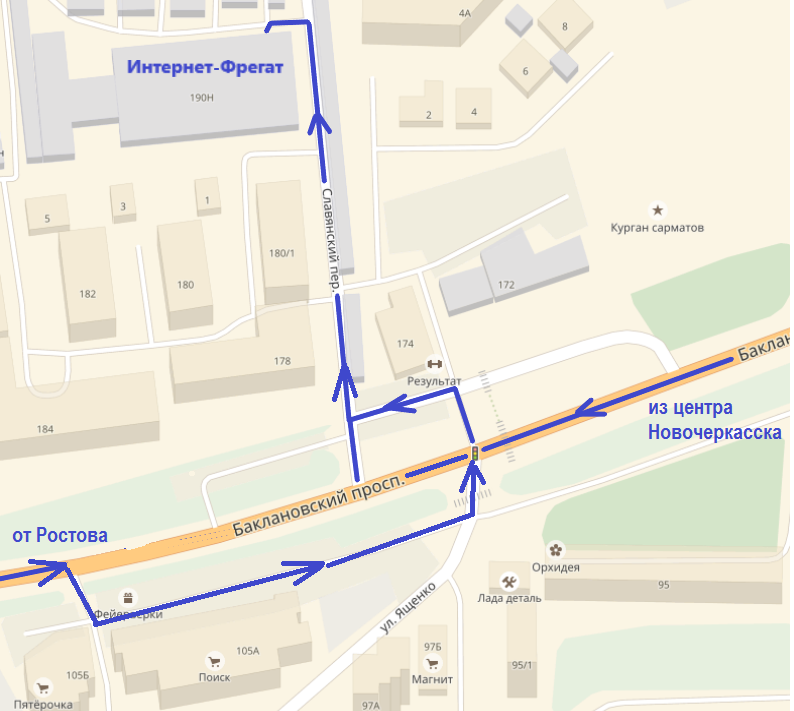 4А
8
6
Интернет-Фрегат
190Н
2
4
5
3
1
Славянский пер.
180/1
Курган сарматов
182
180
172
174
178
Результат
Баклан
184
из центра
Новочеркасска
Баклановский просп.
от Ростова
Орхидея
95
Фейерверки
ул. Ященко
Лада деталь
105А
Поиск
105Б
97Б
Магнит
95/1
Пятёрочка
97А